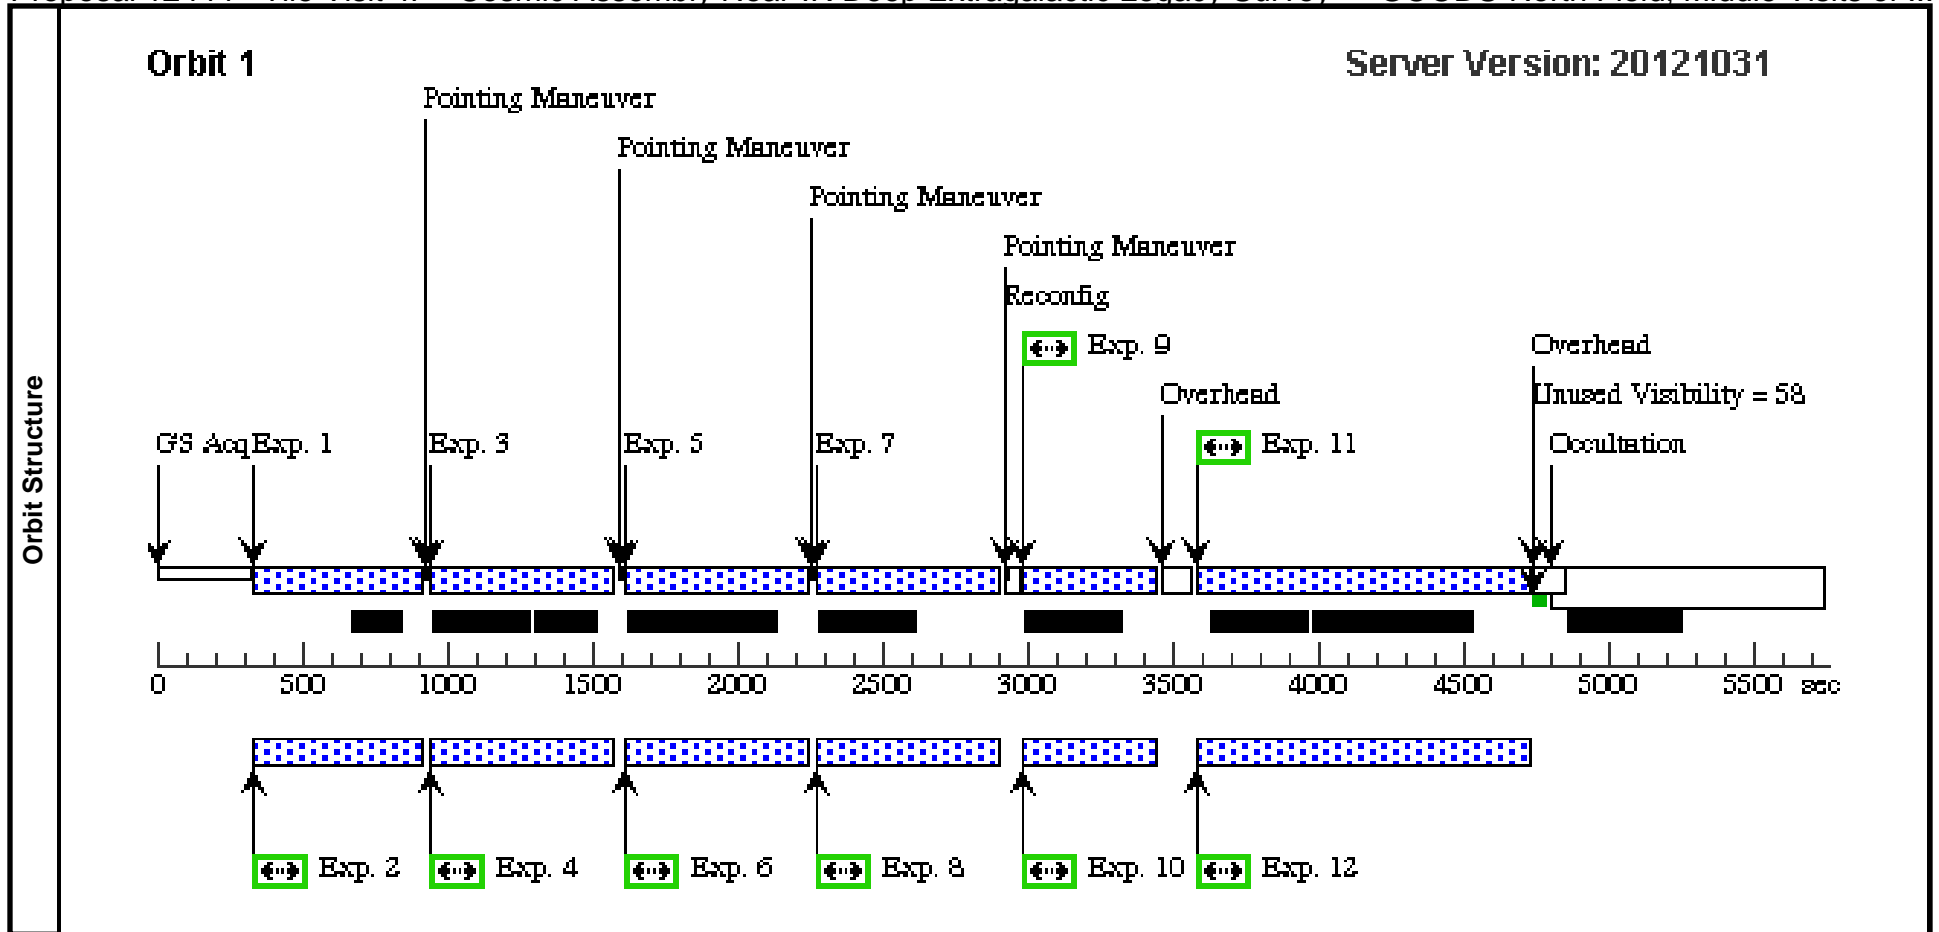 Orbit 1
Server Version: 20121031
Pointing Maneuver
Pointing Maneuver
Pointing Maneuver
Pointing Maneuver
Reconfig
Exp. 9
Overhead
Unused Visibility = 58
Overhead
GS Acq Exp. 1
Exp. 3
Exp. 5
Exp. 7
Exp. 11
Occultation
Orbit Structure
0 500 1000 1500 2000 2500 3000 3500 4000 4500 5000 5500 sec
Exp. 2
Exp. 4
Exp. 6
Exp. 8
Exp. 10
Exp. 12